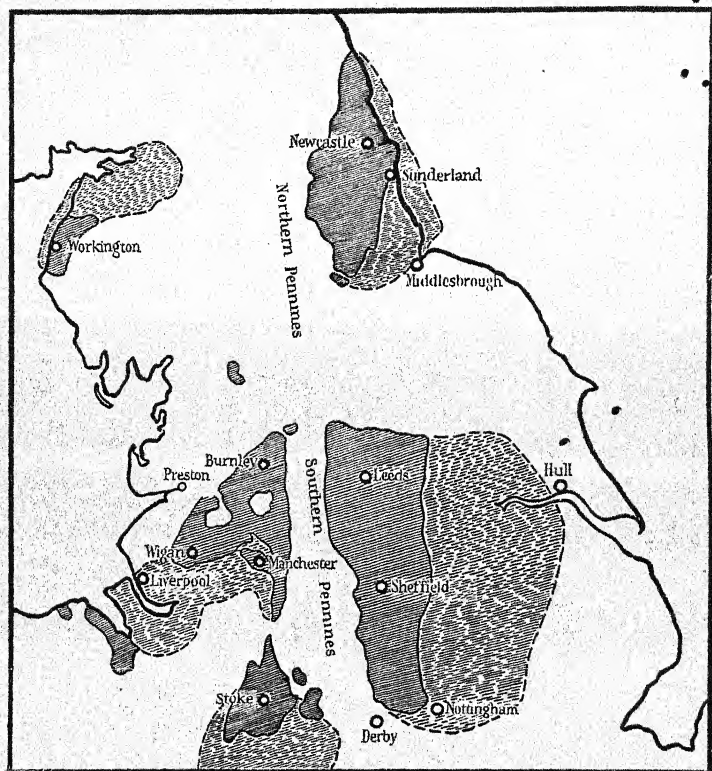 Newcastle
Sunderland
Northern Pennines
Workington
Middlesbrough
Burnley
Preston
Southern Pennines
Leeds
Hull
Wigan
Manchester
Liverpool
Sheffield
Stoke
Nottingham
Derby